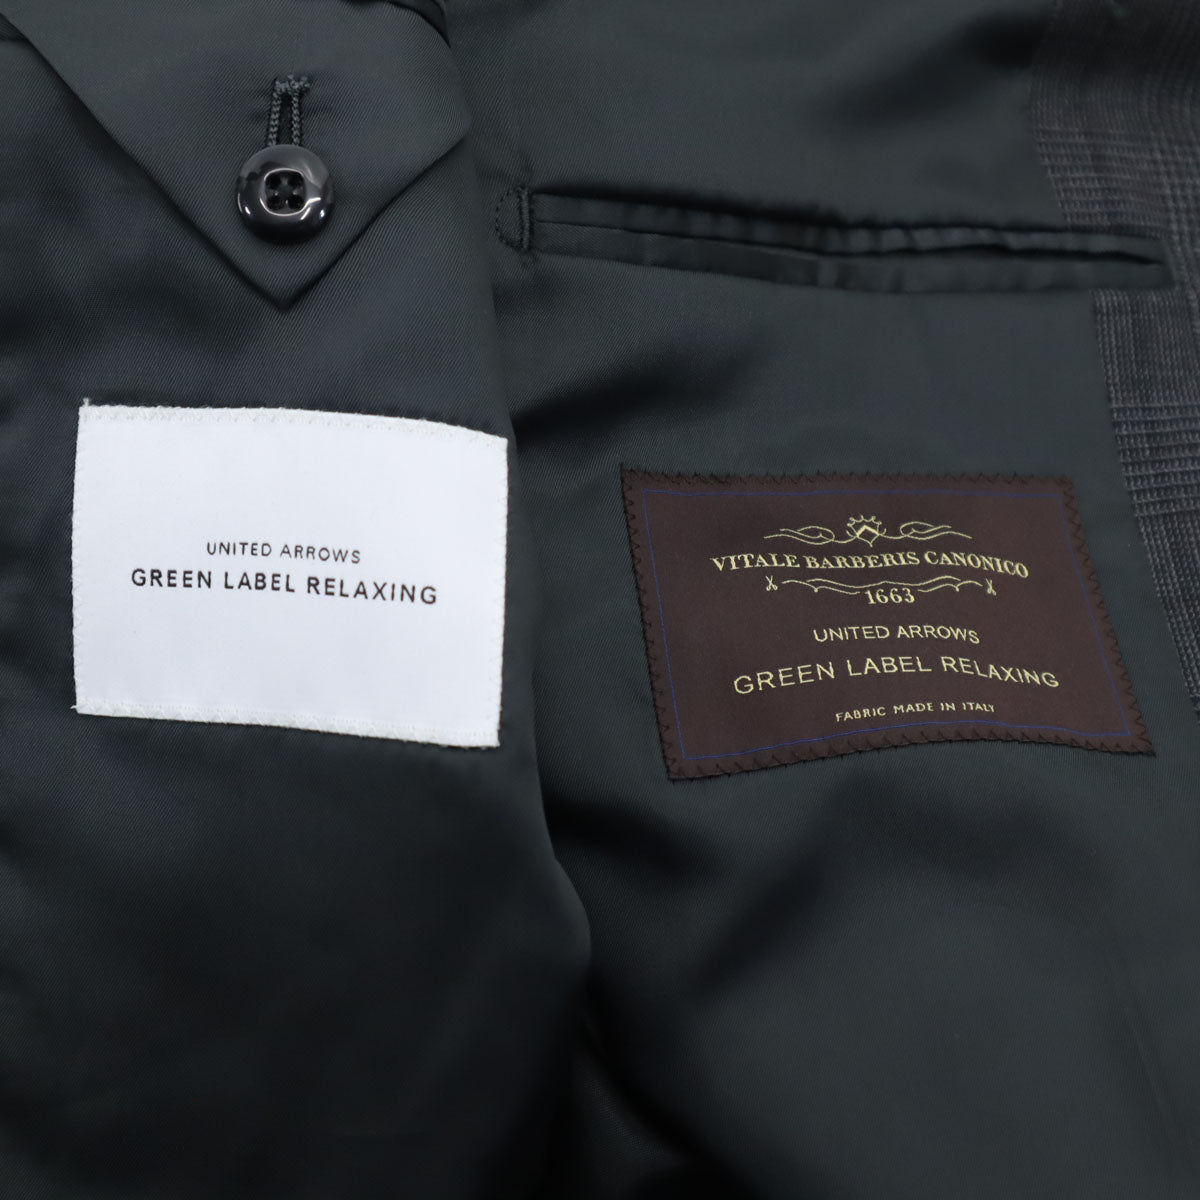 UNITED ARROWS
GREEN LABEL RELAXING
VITALE BARBERIS CANONICO
1663
UNITED ARROWS
GREEN LABEL RELAXING
FABRIC MADE IN ITALY